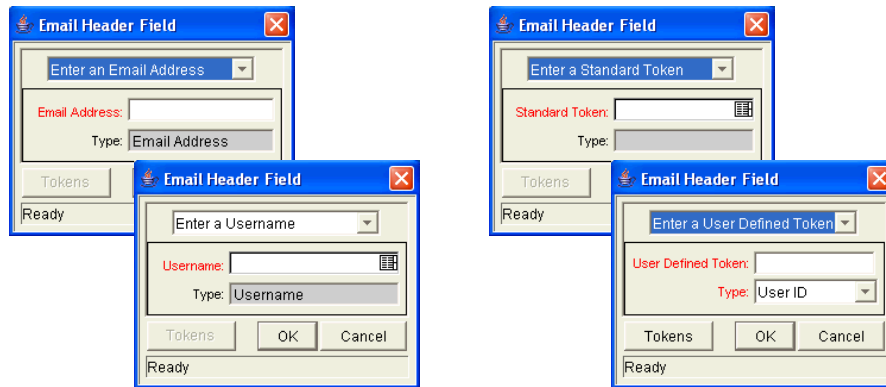 Email Header Field
Enter an Email Address
Email Address:
Type: Email Address
Tokens
Ready
Email Header Field
Enter a Username
Username:
Type: Username
Tokens OK Cancel
Ready
Email Header Field
Enter a Standard Token
Standard Token:
Type:
Tokens
Ready
Email Header Field
Enter a User Defined Token
User Defined Token:
Type: User ID
Tokens OK Cancel
Ready